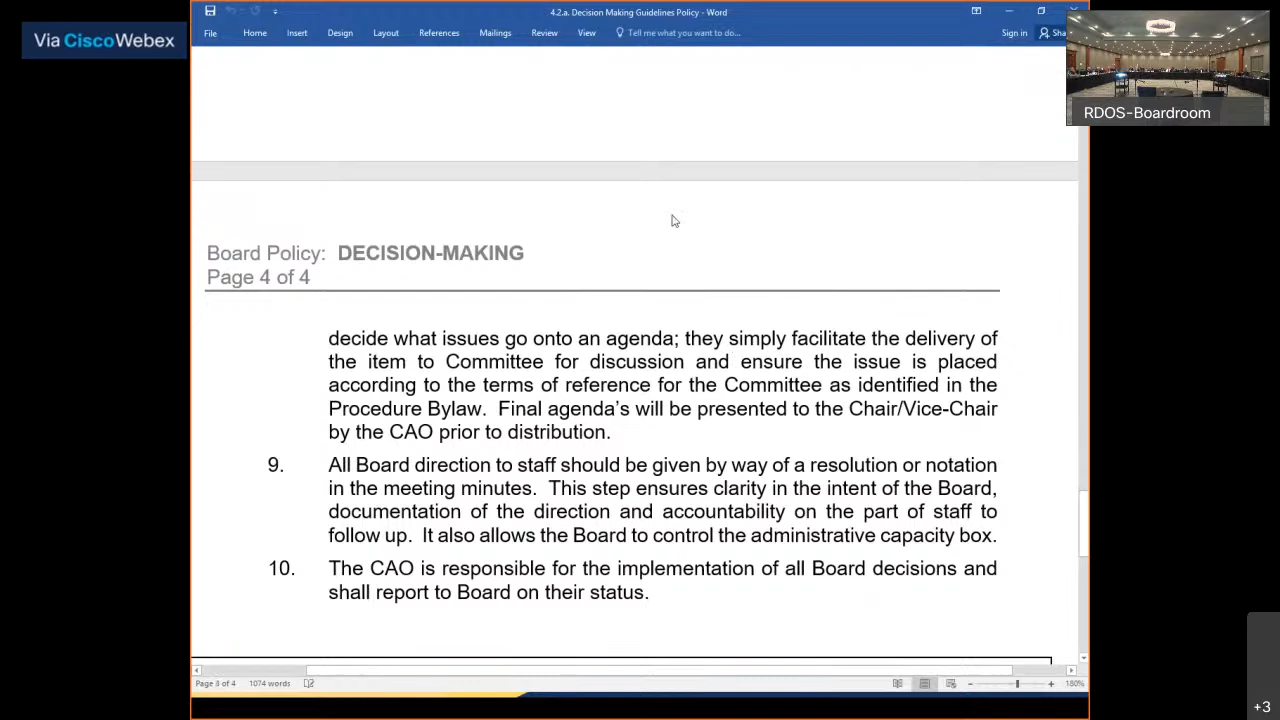 Via CiscoWebex
4.2.a. Decision Making Guidelines Policy - Word
File Home Insert Design Layout References Mailings Review View Tell me what you want to do... Sign in Sha
RDOS-Boardroom
Board Policy: DECISION-MAKING
Page 4 of 4
decide what issues go onto an agenda; they simply facilitate the delivery of
the item to Committee for discussion and ensure the issue is placed
according to the terms of reference for the Committee as identified in the
Procedure Bylaw. Final agenda's will be presented to the Chair/Vice-Chair
by the CAO prior to distribution.
9. All Board direction to staff should be given by way of a resolution or notation
in the meeting minutes. This step ensures clarity in the intent of the Board,
documentation of the direction and accountability on the part of staff to
follow up. It also allows the Board to control the administrative capacity box.
10. The CAO is responsible for the implementation of all Board decisions and
shall report to Board on their status.
Page 3 of 4 1074 words 180%
+3